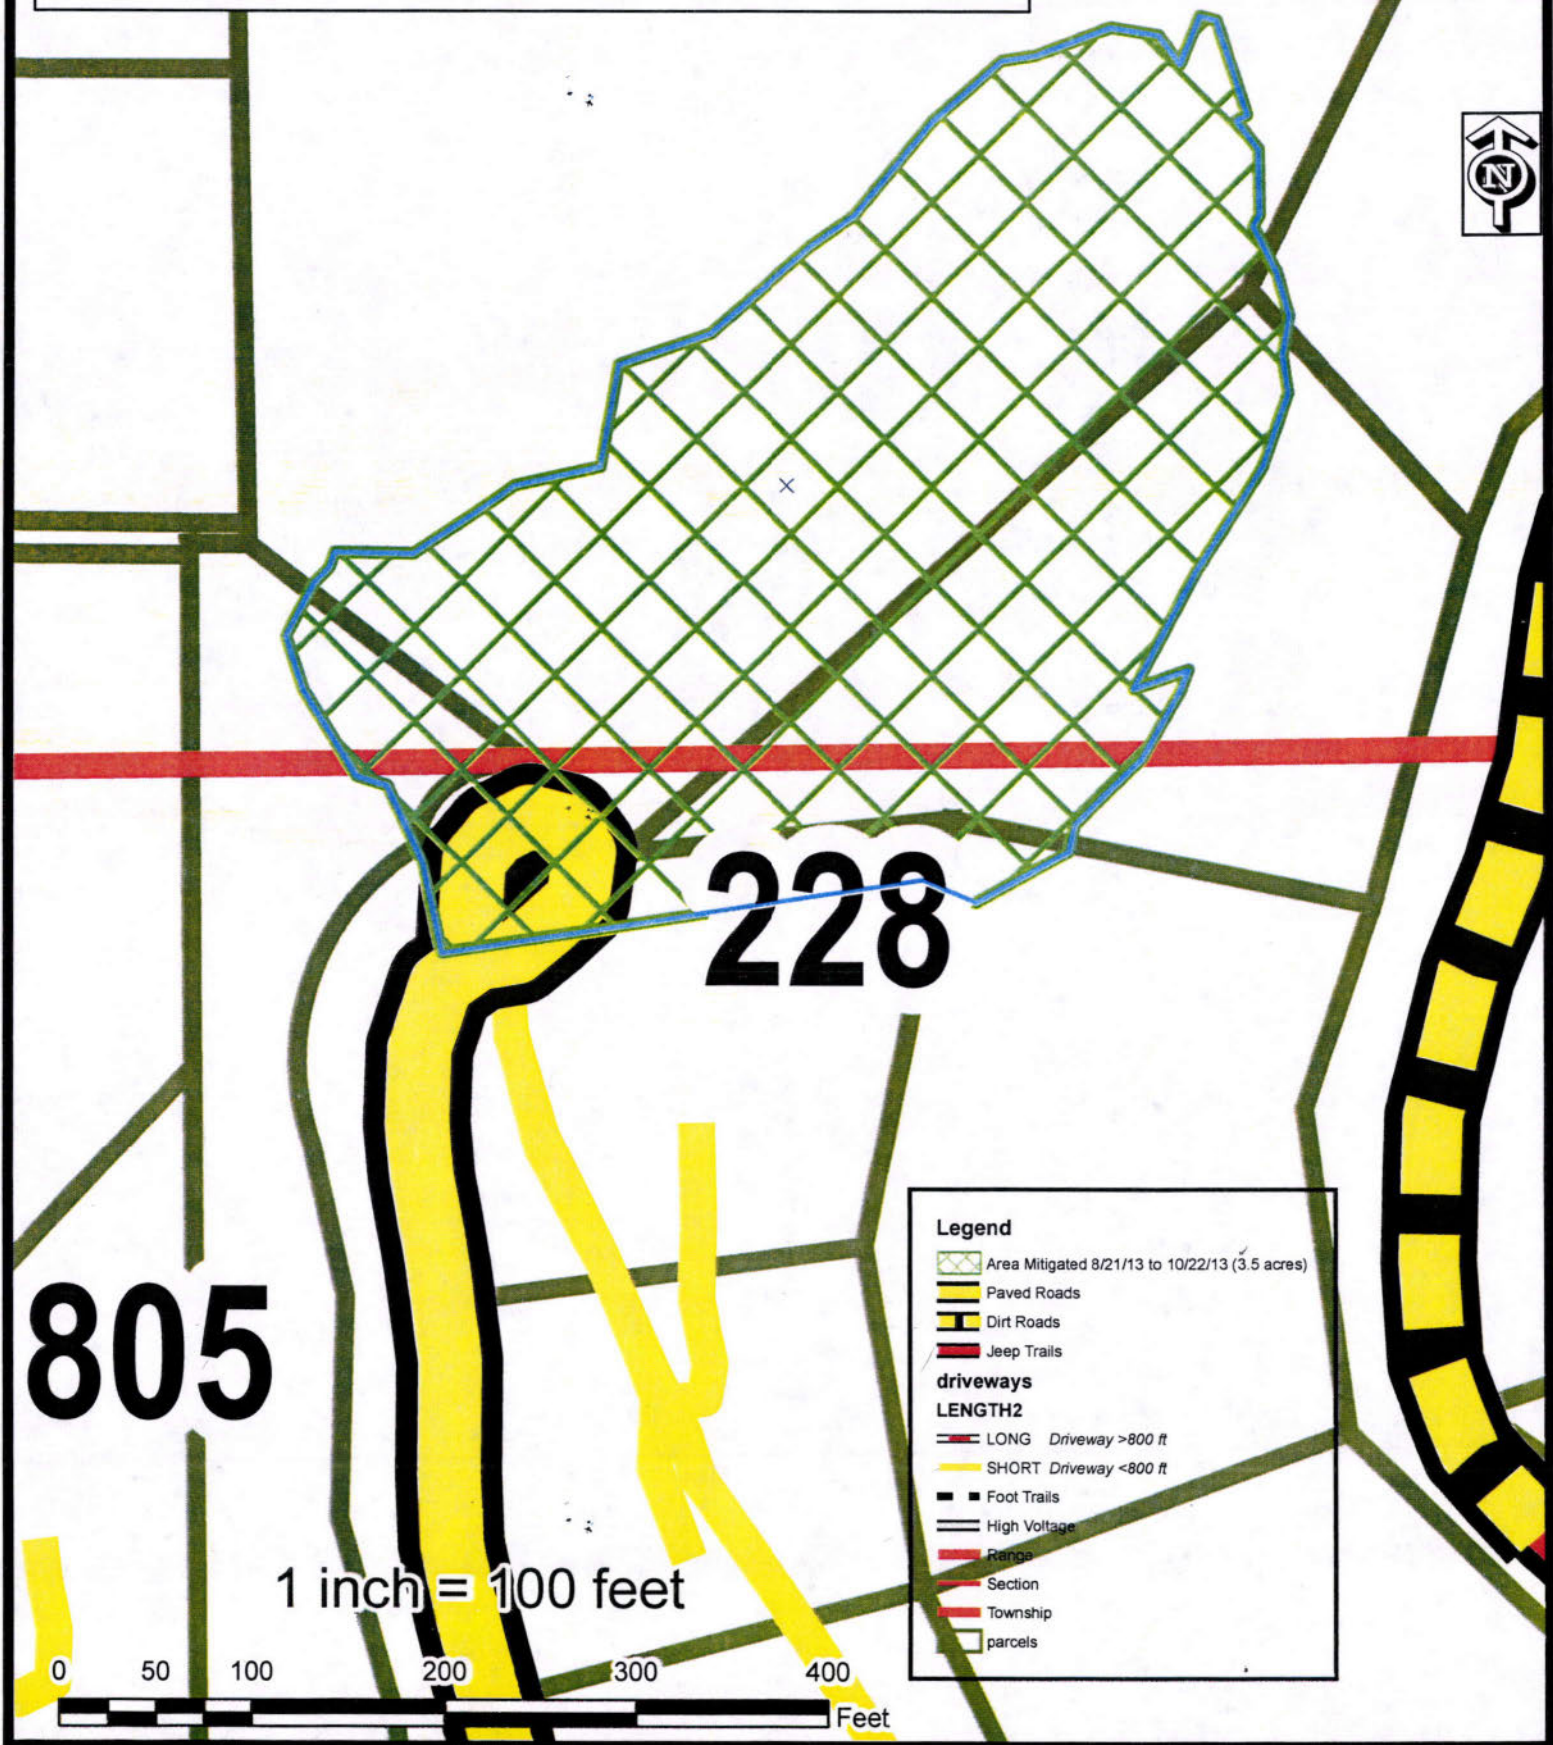 N
228
805
Legend
Area Mitigated 8/21/13 to 10/22/13 (3.5 acres)
Paved Roads
Dirt Roads
Jeep Trails
driveways
LENGTH2
LONG Driveway >800 ft
SHORT Driveway <800 ft
Foot Trails
High Voltage
Range
Section
Township
parcels
1 inch = 100 feet
0 50 100 200 300 400
Feet